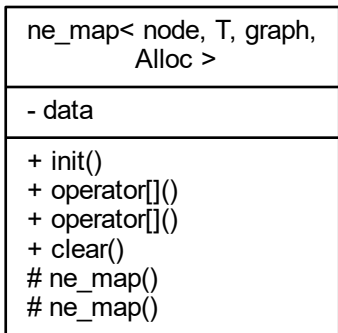 ne_map< node, T, graph,
Alloc >
- data
+ init()
+ operator[]()
+ operator[]()
+ clear()
# ne_map()
# ne_map()